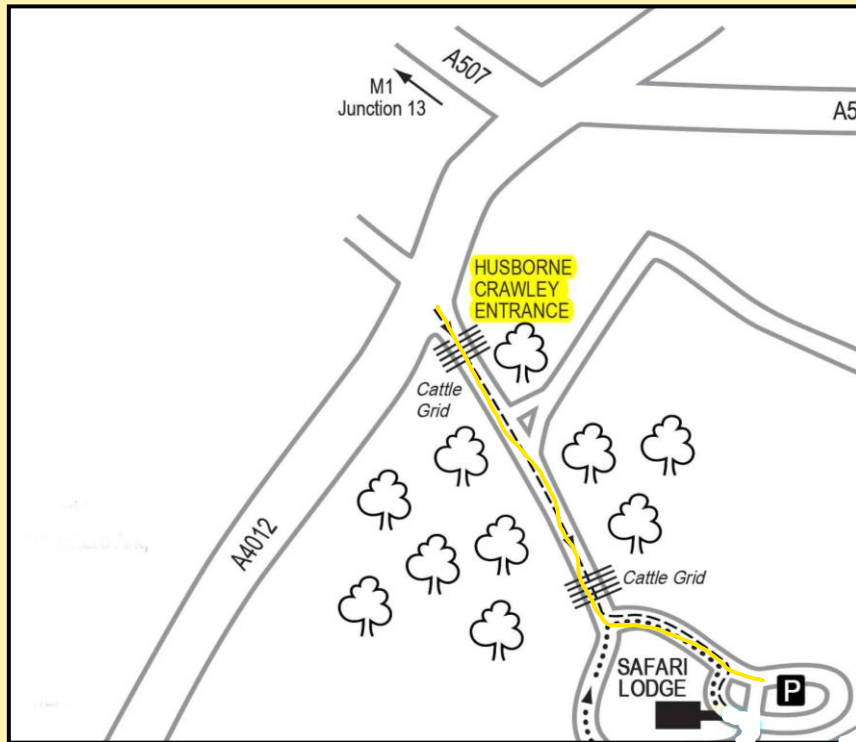 A507
M1
Junction 13
A5
HUSBORNE
CRAWLEY
ENTRANCE
Cattle
Grid
A4012
Cattle Grid
SAFARI
LODGE
P